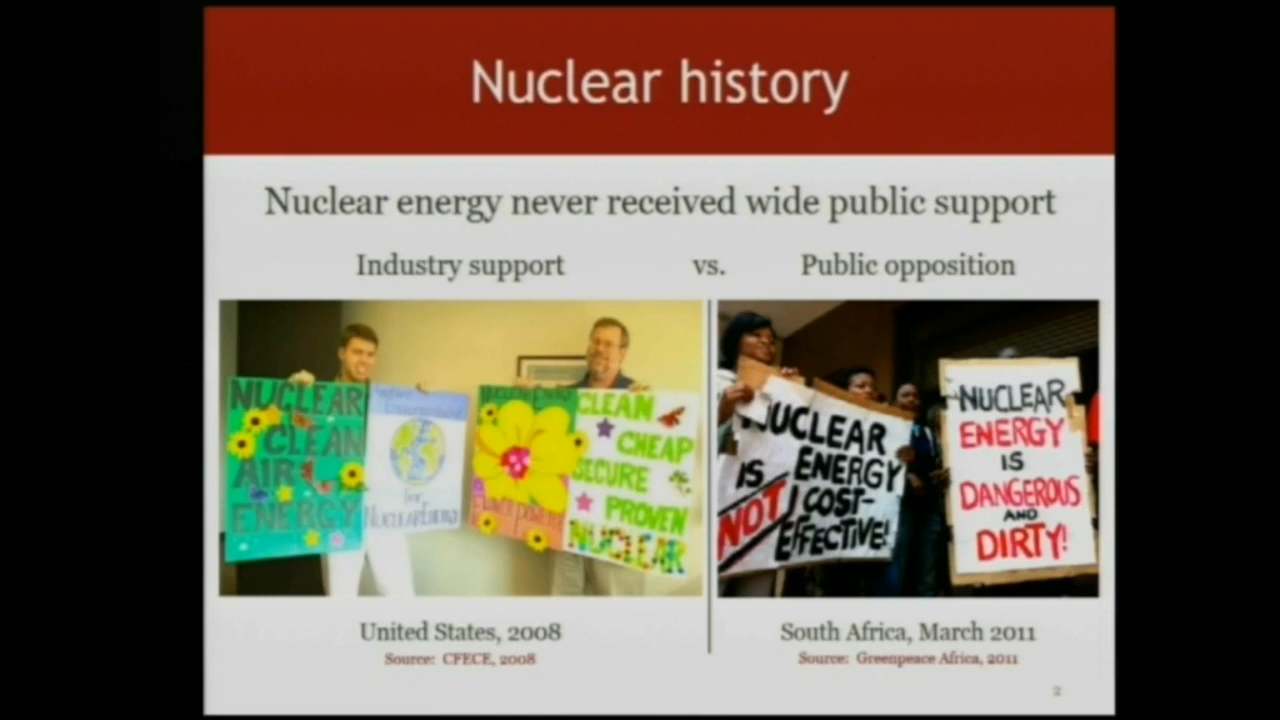 Nuclear history
Nuclear energy never received wide public support
Industry support vs. Public opposition
NUCLEAR
CLEAN
AIR
ENERGY
for
CLEAN
CHEAP
SECURE
PROVEN
NUCLEAR
NUCLEAR
IS ENERGY
NOT COST-
EFFECTIVE!
NUCLEAR
ENERGY
IS
DANGEROUS
AND
DIRTY!
United States, 2008
Source: CFECE, 2008
South Africa, March 2011
Source: Greenpeace Africa, 2011
2